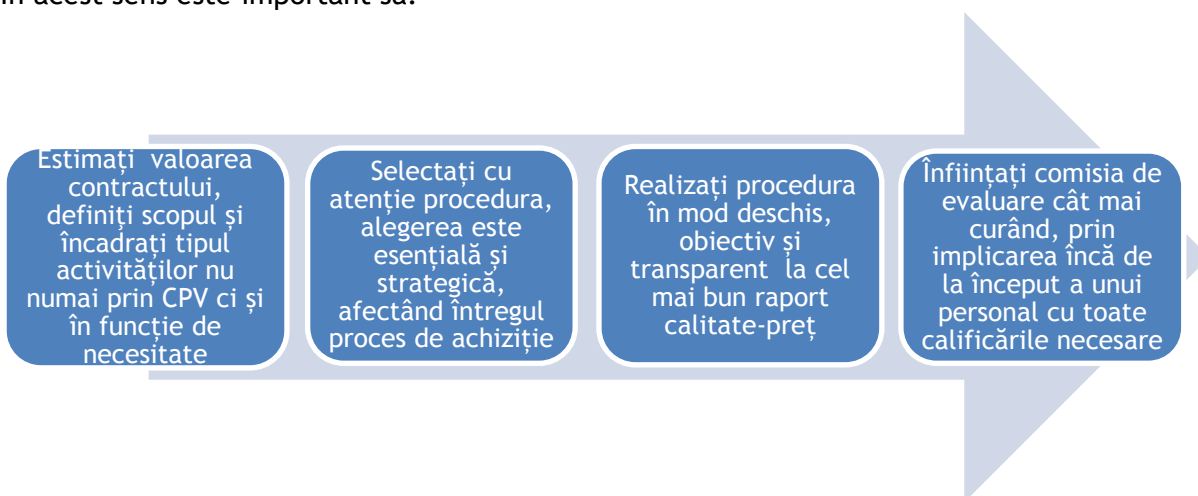 în acest sens este important să:
Estimați valoarea
contractului,
definiți scopul și
încadrați tipul
activităților nu
numai prin CPV ci și
în funcție de
necesitate
Selectați cu
atenție procedura,
alegerea este
esențială și
strategică,
afectând întregul
proces de achiziție
Realizați procedura
în mod deschis,
obiectiv și
transparent la cel
mai bun raport
calitate-preț
Înființați comisia de
evaluare cât mai
curând, prin
implicarea încă de
la început a unui
personal cu toate
calificările necesare